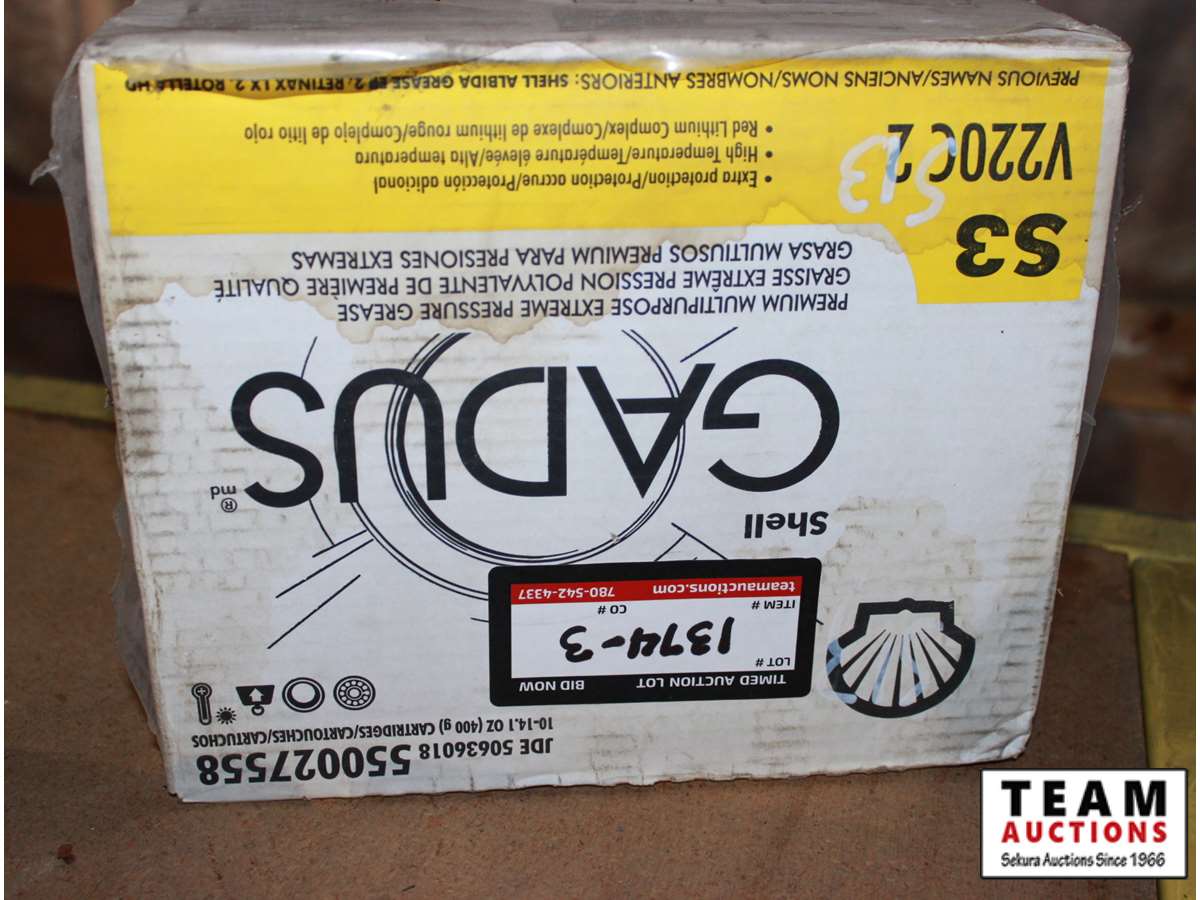 JDE 50636018 550027558
10-14.1 OZ (400 g) CARTRIDGES/CARTOUCHES/CARTUCHOS
TIMED AUCTION LOT BID NOW
LOT #
1374-3
ITEM # CO #
teamauctions.com 780-542-4337
Shell
GADUS ® md
PREMIUM MULTIPURPOSE EXTREME PRESSURE GREASE
GRAISSE EXTRÊME PRESSION POLYVALENTE DE PREMIÈRE QUALITÉ
GRASA MULTIUSOS PREMIUM PARA PRESIONES EXTREMAS
S3
V220C 2
• Extra protection/Protection accrue/Protección adicional
• High Temperature/Température élevée/Alta temperatura
• Red Lithium Complex/Complexe de lithium rouge/Complejo de litio rojo
PREVIOUS NAMES/ANCIENS NOMS/NOMBRES ANTERIORS: SHELL ALBIDA GREASE EP 2, RETINAX LX 2, ROTELLA HD
TEAM
AUCTIONS
Sekura Auctions Since 1966